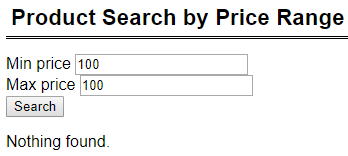 Product Search by Price Range
Min price 100
Max price 100
Search
Nothing found.